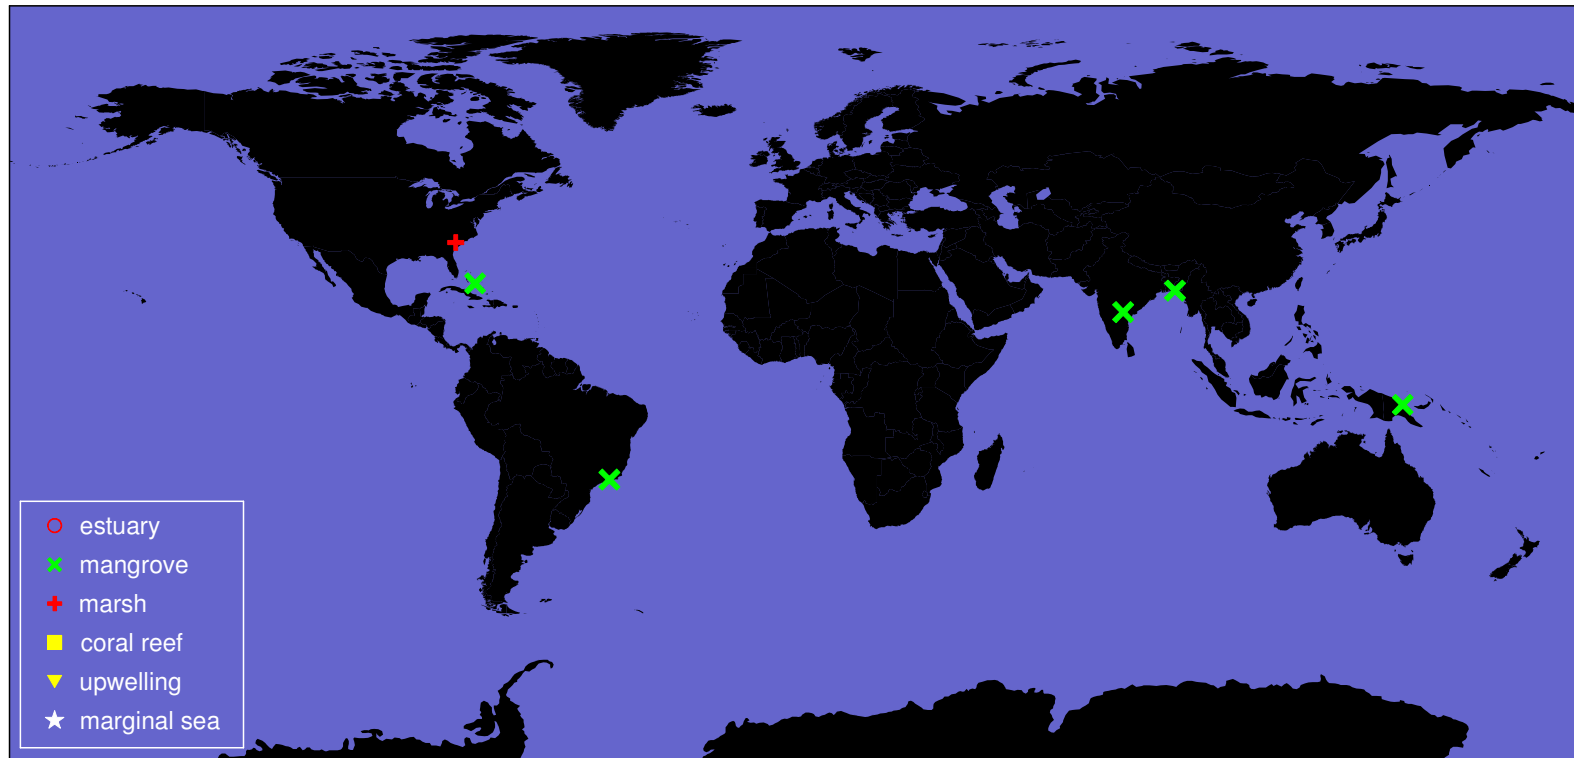 estuary
mangrove
marsh
coral reef
upwelling
marginal sea